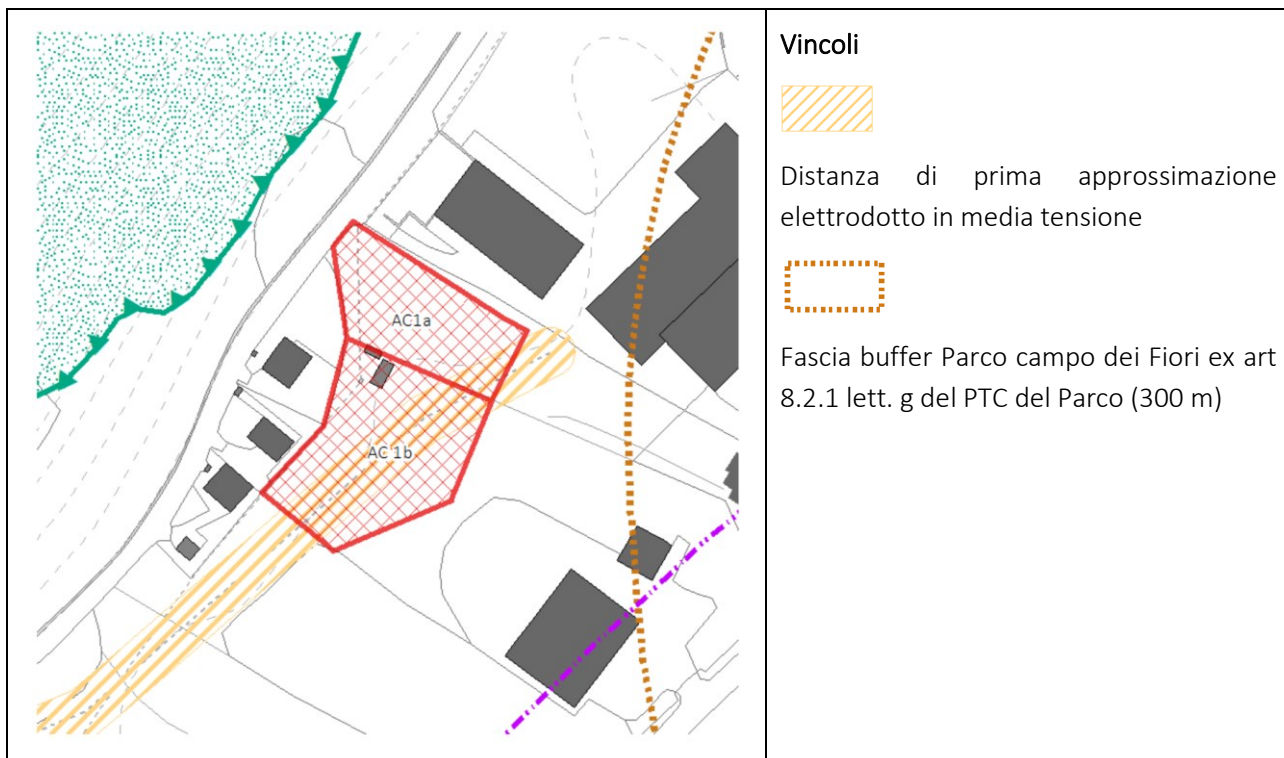 AC1a
AC 1b
Vincoli
Distanza di prima approssimazione
elettrodotto in media tensione
Fascia buffer Parco campo dei Fiori ex art
8.2.1 lett. g del PTC del Parco (300 m)